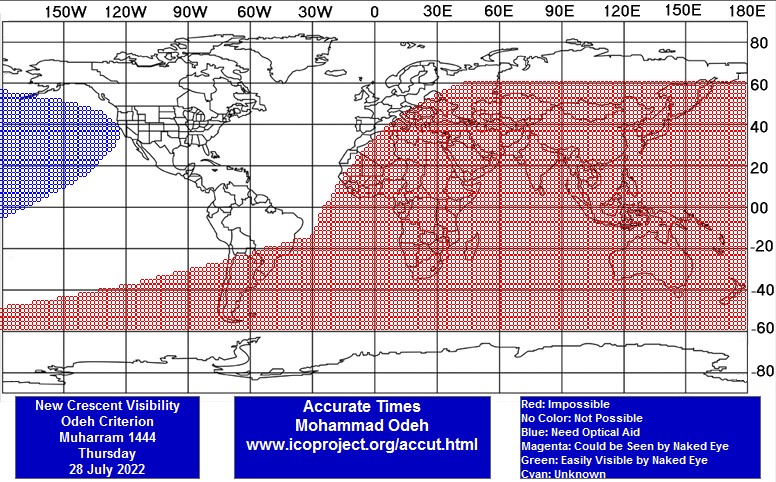 150W 120W 90W 60W 30W 0 30E 60E 90E 120E 150E 180E
80
60
40
20
00
-20
-40
-60
-80
New Crescent Visibility
Odeh Criterion
Muharram 1444
Thursday
28 July 2022
Accurate Times
Mohammad Odeh
www.icoproject.org/accut.html
Red: Impossible
No Color: Not Possible
Blue: Need Optical Aid
Magenta: Could be Seen by Naked Eye
Green: Easily Visible by Naked Eye
Cyan: Unknown